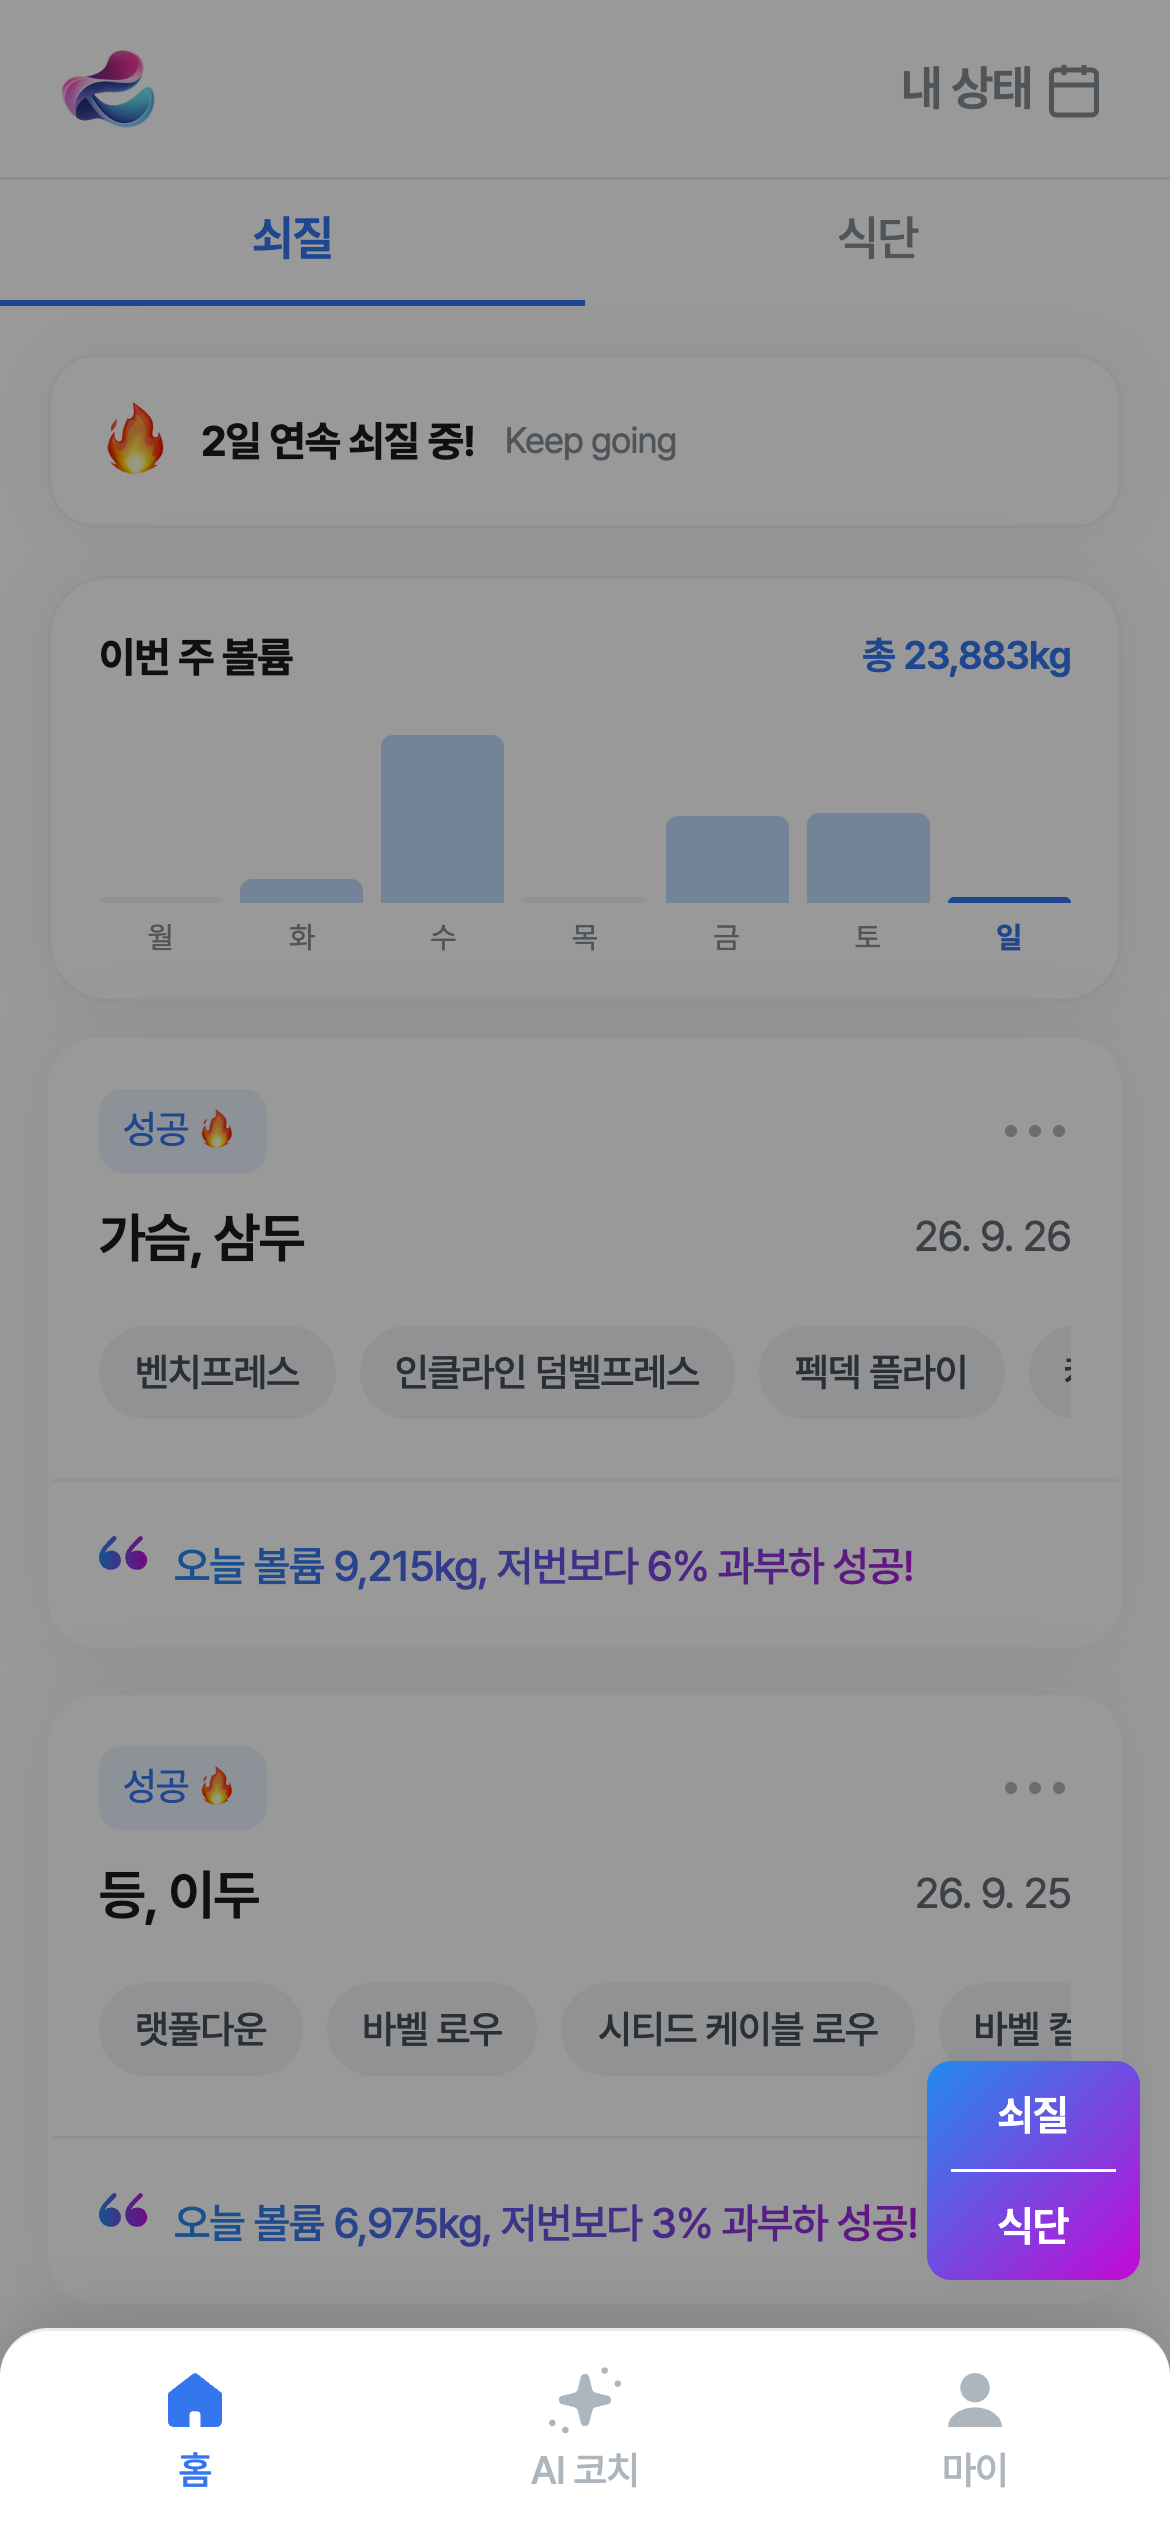 내 상태
쇠질 식단
2일 연속 쇠질 중! Keep going
이번 주 볼륨 총 23,883kg
월 화 수 목 금 토 일
성공
가슴, 삼두 26. 9. 26
벤치프레스 인클라인 덤벨프레스 펙덱 플라이
오늘 볼륨 9,215kg, 저번보다 6% 과부하 성공!
성공
등, 이두 26. 9. 25
랫풀다운 바벨 로우 시티드 케이블 로우 바벨 컬
쇠질
오늘 볼륨 6,975kg, 저번보다 3% 과부하 성공!
식단
홈 AI 코치 마이